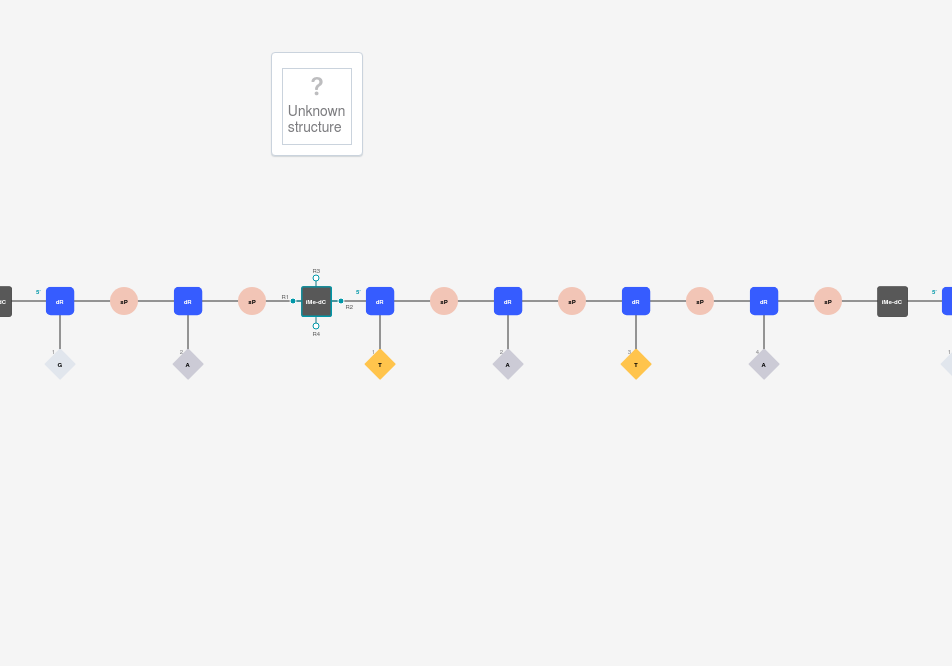 ?
Unknown
structure
R3
5'
dR
sP
dR
sP
R1
iMe-dC
R2
5'
dR
sP
dR
sP
dR
sP
dR
sP
iMe-dC
5'
R4
1
G
2
A
1
T
2
A
3
T
4
A
1